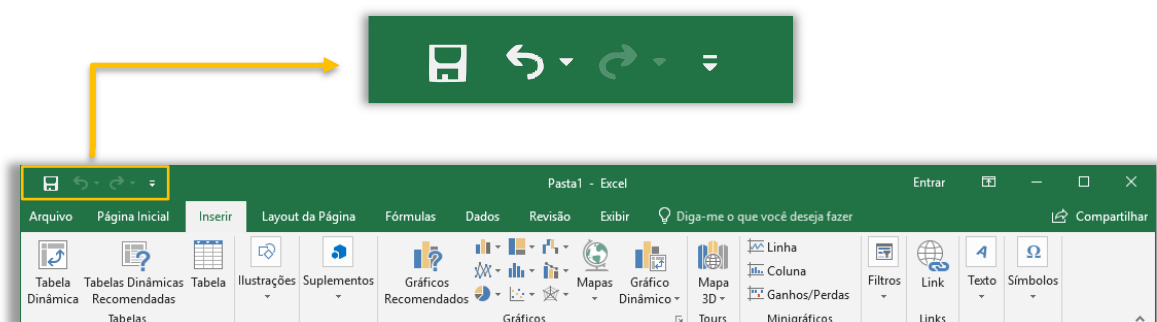 Pasta1 - Excel
Entrar
Arquivo Página Inicial Inserir Layout da Página Fórmulas Dados Revisão Exibir Diga-me o que você deseja fazer Compartilhar
Tabela Dinâmica
Tabelas Dinâmicas Recomendadas
Tabela
Ilustrações
Suplementos
Gráficos Recomendados
Mapas
Gráfico Dinâmico
Mapa 3D
Linha
Coluna
Ganhos/Perdas
Filtros
Link
Texto
Símbolos
Tabelas
Gráficos
Tours
Minigráficos
Links